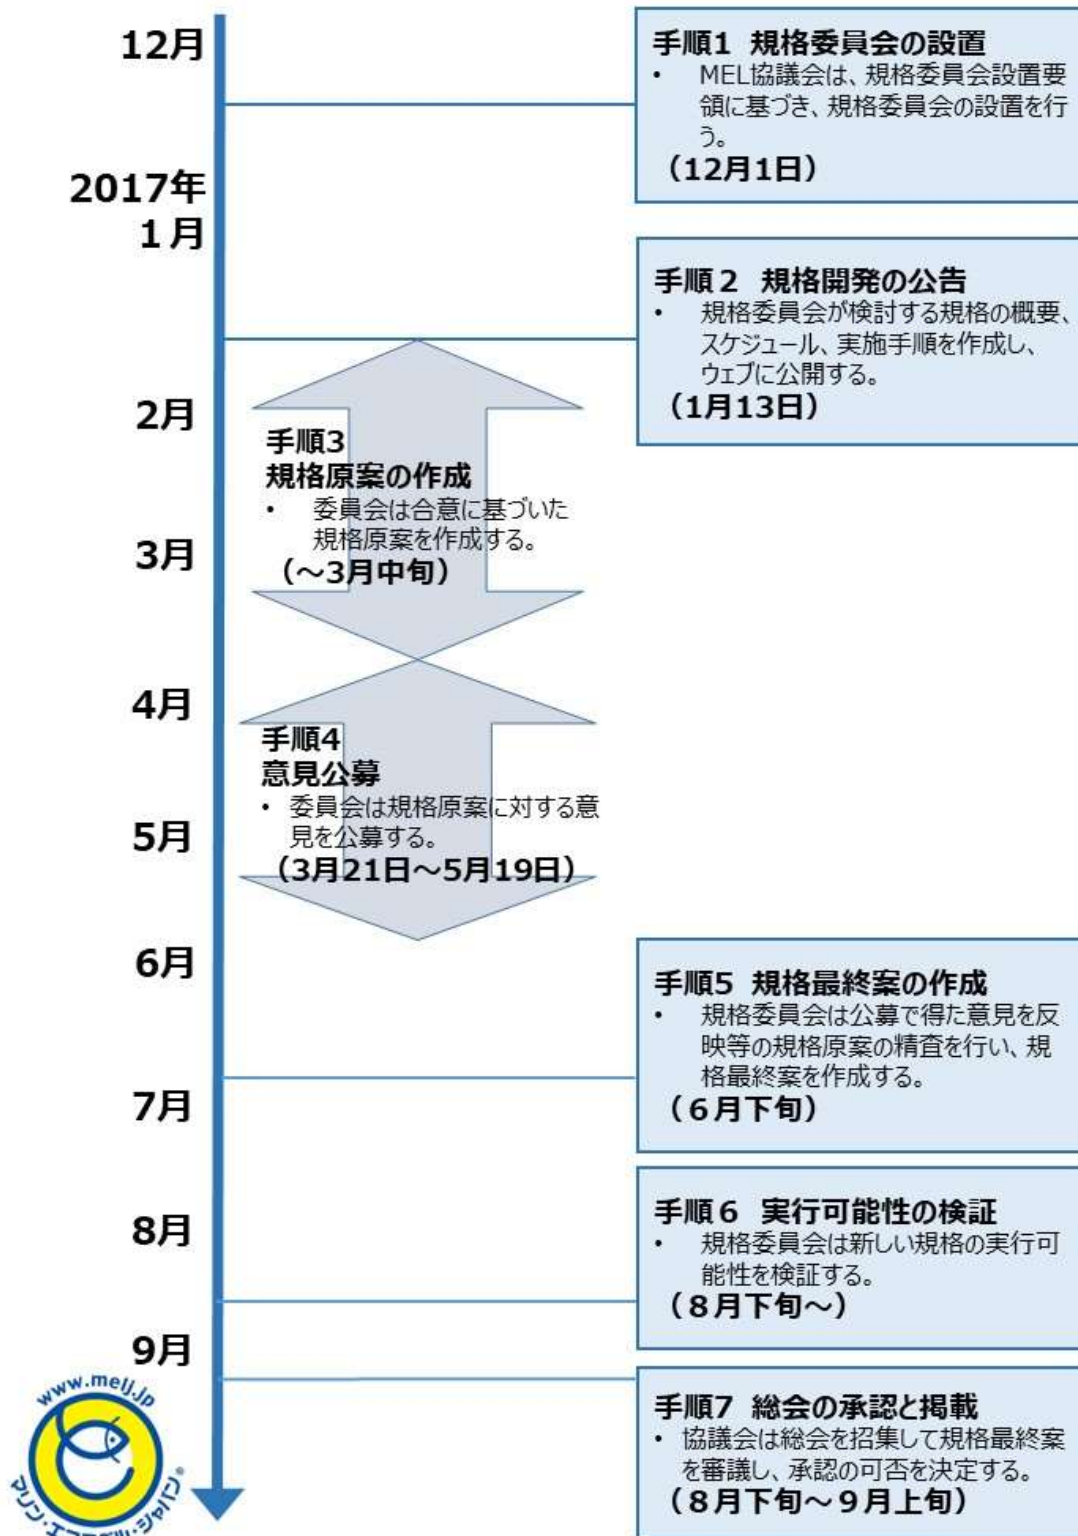 12月
手順1 規格委員会の設置
• MEL協議会は、規格委員会設置要
領に基づき、規格委員会の設置を行
う。
（12月1日）
2017年
1月
手順2 規格開発の公告
• 規格委員会が検討する規格の概要、
スケジュール、実施手順を作成し、
ウェブに公開する。
（1月13日）
2月
手順3
規格原案の作成
• 委員会は合意に基づいた
規格原案を作成する。
（～3月中旬）
3月
4月
手順4
意見公募
• 委員会は規格原案に対する意
見を公募する。
（3月21日～5月19日）
5月
6月
手順5 規格最終案の作成
• 規格委員会は公募で得た意見を反
映等の規格原案の精査を行い、規
格最終案を作成する。
（6月下旬）
7月
手順6 実行可能性の検証
• 規格委員会は新しい規格の実行可
能性を検証する。
（8月下旬～）
8月
9月
手順7 総会の承認と掲載
• 協議会は総会を招集して規格最終案
を審議し、承認の可否を決定する。
（8月下旬～9月上旬）
www.melj.jp
マリン・エコラベル・ジャパン®